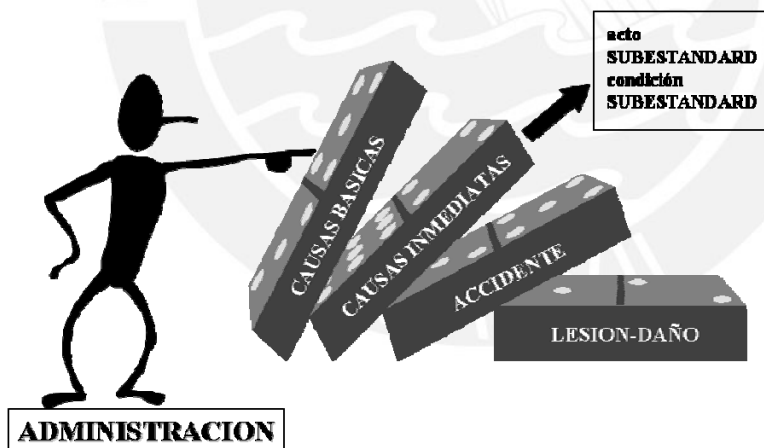 acto
SUBESTANDARD
condición
SUBESTANDARD
CAUSAS BASICAS
CAUSAS INMEDIATAS
ACCIDENTE
LESION-DAÑO
ADMINISTRACION